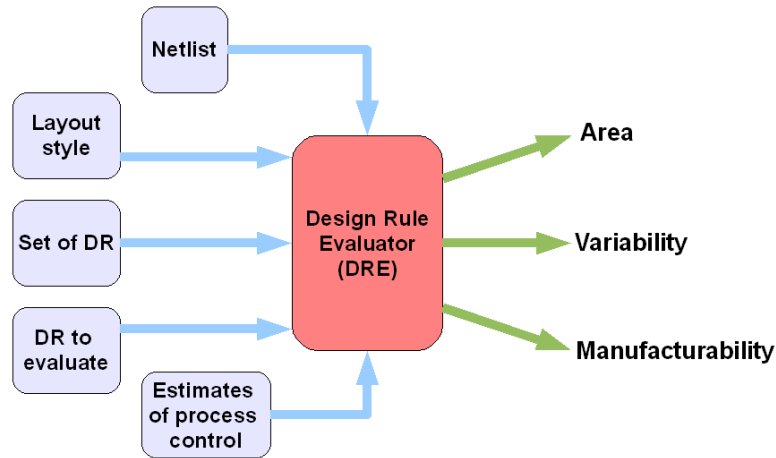 Netlist
Layout
style
Set of DR
DR to
evaluate
Estimates
of process
control
Design Rule
Evaluator
(DRE)
Area
Variability
Manufacturability